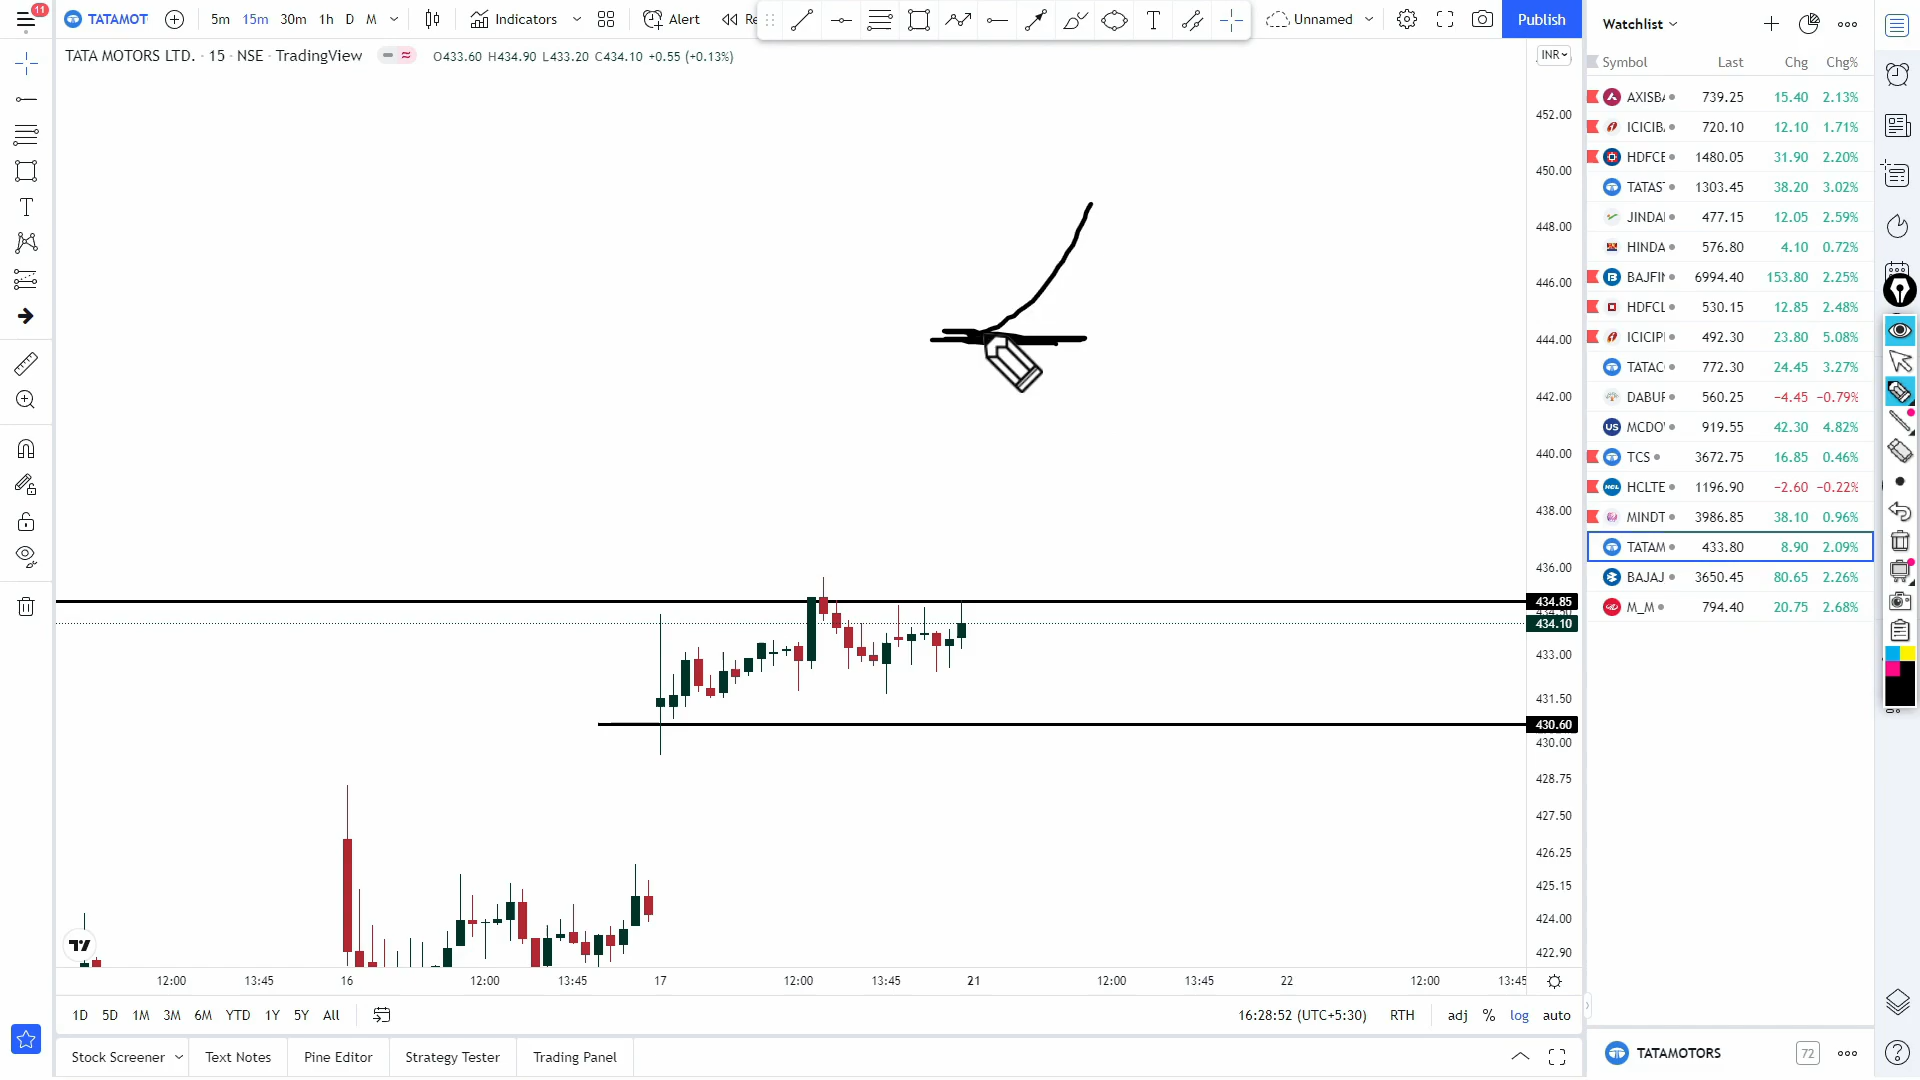 11
TATAMOT
5m 15m 30m 1h D M
Indicators
Alert
Unnamed
Publish
TATA MOTORS LTD. · 15 · NSE · TradingView
O433.60 H434.90 L433.20 C434.10 +0.55 (+0.13%)
INR
452.00
450.00
448.00
446.00
444.00
442.00
440.00
438.00
436.00
434.85
434.10
433.00
431.50
430.60
430.00
428.75
427.50
426.25
425.15
424.00
422.90
12:00 13:45 16 12:00 13:45 17 12:00 13:45 21 12:00 13:45 22 12:00 13:45
1D 5D 1M 3M 6M YTD 1Y 5Y All
16:28:52 (UTC+5:30) RTH adj % log auto
Stock Screener Text Notes Pine Editor Strategy Tester Trading Panel
Watchlist
Symbol Last Chg Chg%
AXISBA 739.25 15.40 2.13%
ICICIB 720.10 12.10 1.71%
HDFCB 1480.05 31.90 2.20%
TATAS 1303.45 38.20 3.02%
JINDA 477.15 12.05 2.59%
HINDA 576.80 4.10 0.72%
BAJFIN 6994.40 153.80 2.25%
HDFCL 530.15 12.85 2.48%
ICICIP 492.30 23.80 5.08%
TATAC 772.30 24.45 3.27%
DABUR 560.25 −4.45 −0.79%
MCDO 919.55 42.30 4.82%
TCS 3672.75 16.85 0.46%
HCLTE 1196.90 −2.60 −0.22%
MINDT 3986.85 38.10 0.96%
TATAM 433.80 8.90 2.09%
BAJAJ 3650.45 80.65 2.26%
M_M 794.40 20.75 2.68%
TATAMOTORS 72